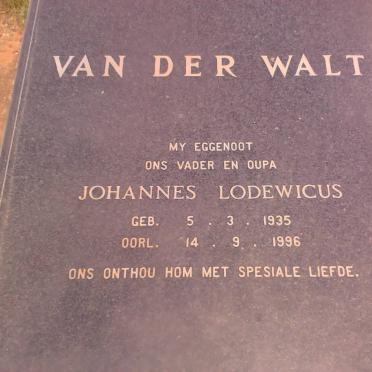 VAN DER WALT
MY EGGENOOT
ONS VADER EN OUPA
JOHANNES LODEWICUS
GEB. 5 . 3 . 1935
OORL. 14 . 9 . 1996
ONS ONTHOU HOM MET SPESIALE LIEFDE.